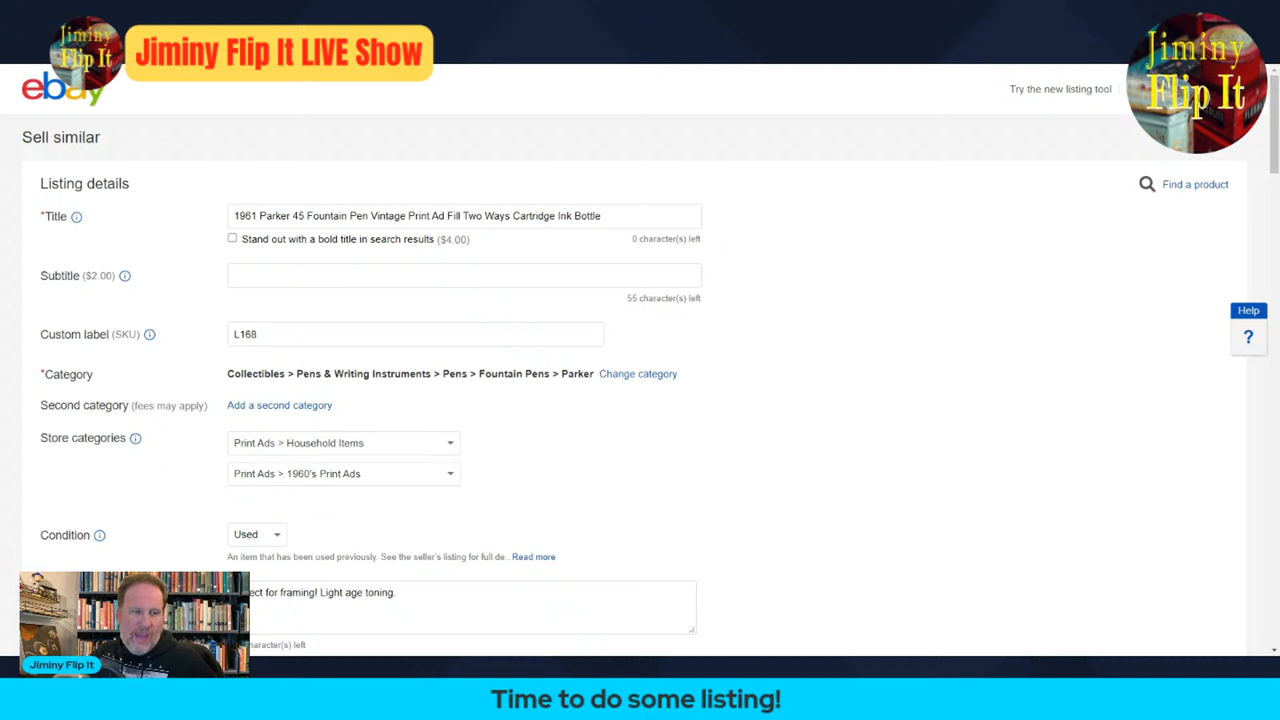 Jiminy Flip It
Jiminy Flip It LIVE Show
Jiminy
Flip It
ebay
Try the new listing tool
Sell similar
Listing details
Find a product
*Title
1961 Parker 45 Fountain Pen Vintage Print Ad Fill Two Ways Cartridge Ink Bottle
Stand out with a bold title in search results ($4.00)
0 character(s) left
Subtitle ($2.00)
55 character(s) left
Custom label (SKU)
L168
*Category
Collectibles > Pens & Writing Instruments > Pens > Fountain Pens > Parker Change category
Second category (fees may apply)
Add a second category
Store categories
Print Ads > Household Items
Print Ads > 1960's Print Ads
Help
?
Condition
Used
An item that has been used previously. See the seller's listing for full de... Read more
ect for framing! Light age toning.
haracter(s) left
Jiminy Flip It
Time to do some listing!